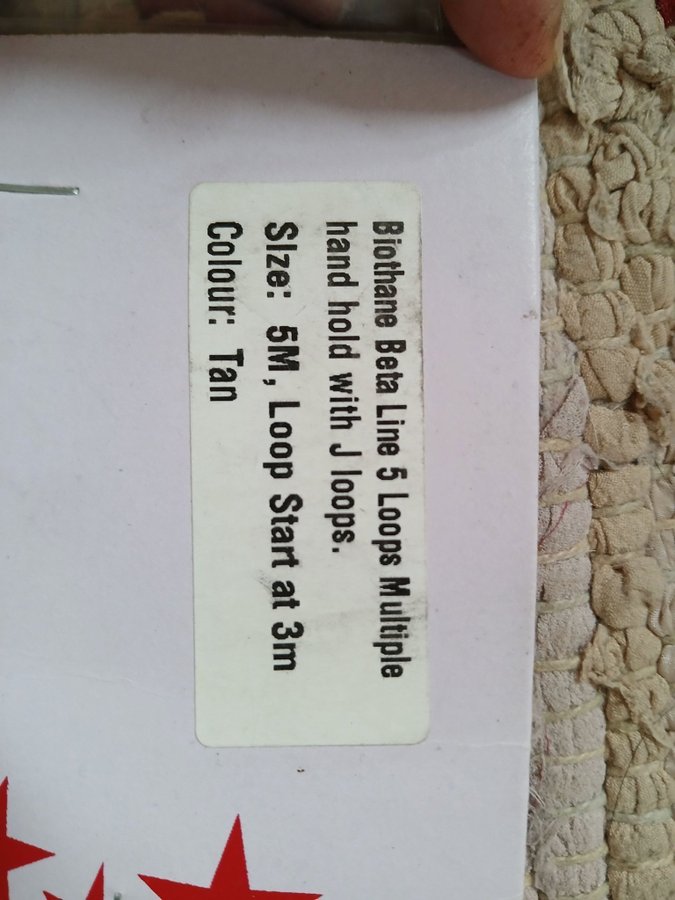 Biothane Beta Line 5 Loops Multiple
hand hold with J loops.
SIze: 5M, Loop Start at 3m
Colour: Tan